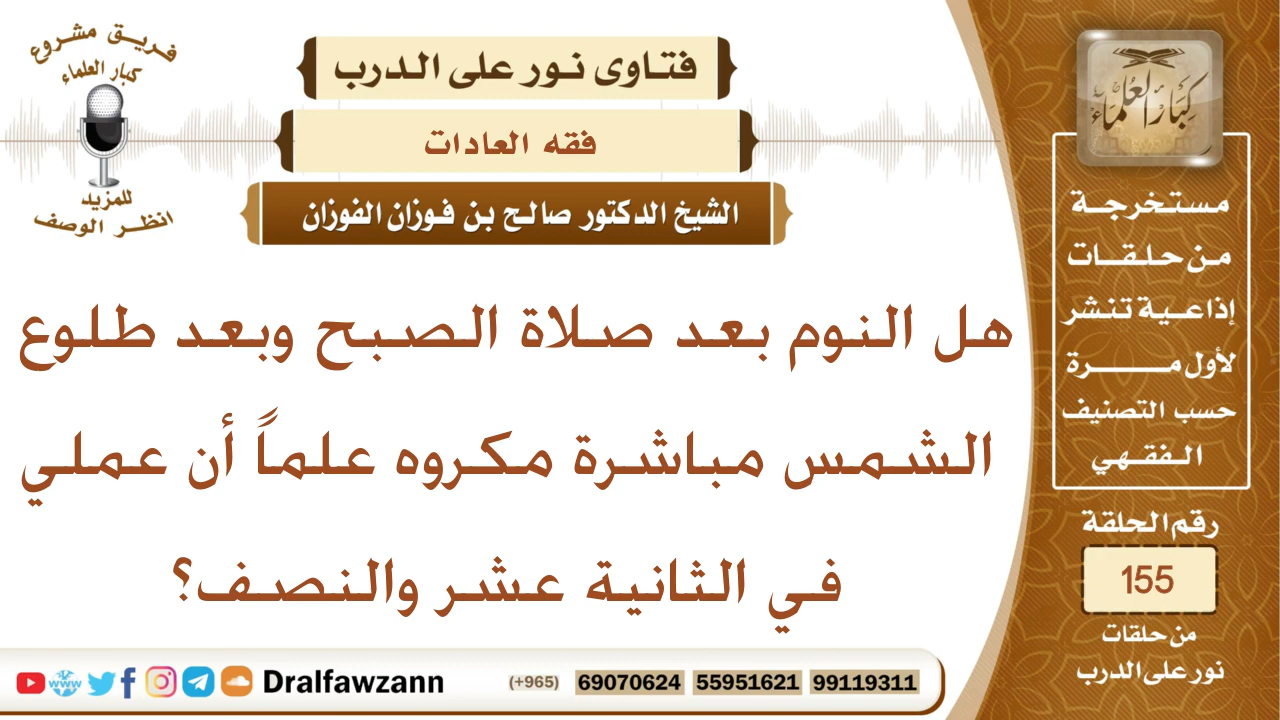 فريق مشروع
كبار العلماء
للمزيد
انظر الوصف
فتاوى نور على الدرب
فقه العادات
الشيخ الدكتور صالح بن فوزان الفوزان
هل النوم بعد صلاة الصبح وبعد طلوع
الشمس مباشرة مكروه علماً أن عملي
في الثانية عشر والنصف؟
كبار العلماء
مستخرجة
من حلقات
إذاعية تنشر
لأول مرة
حسب التصنيف
الفقهي
رقم الحلقة
155
من حلقات
نور على الدرب
www
Dralfawzann (+965) 69070624 55951621 99119311